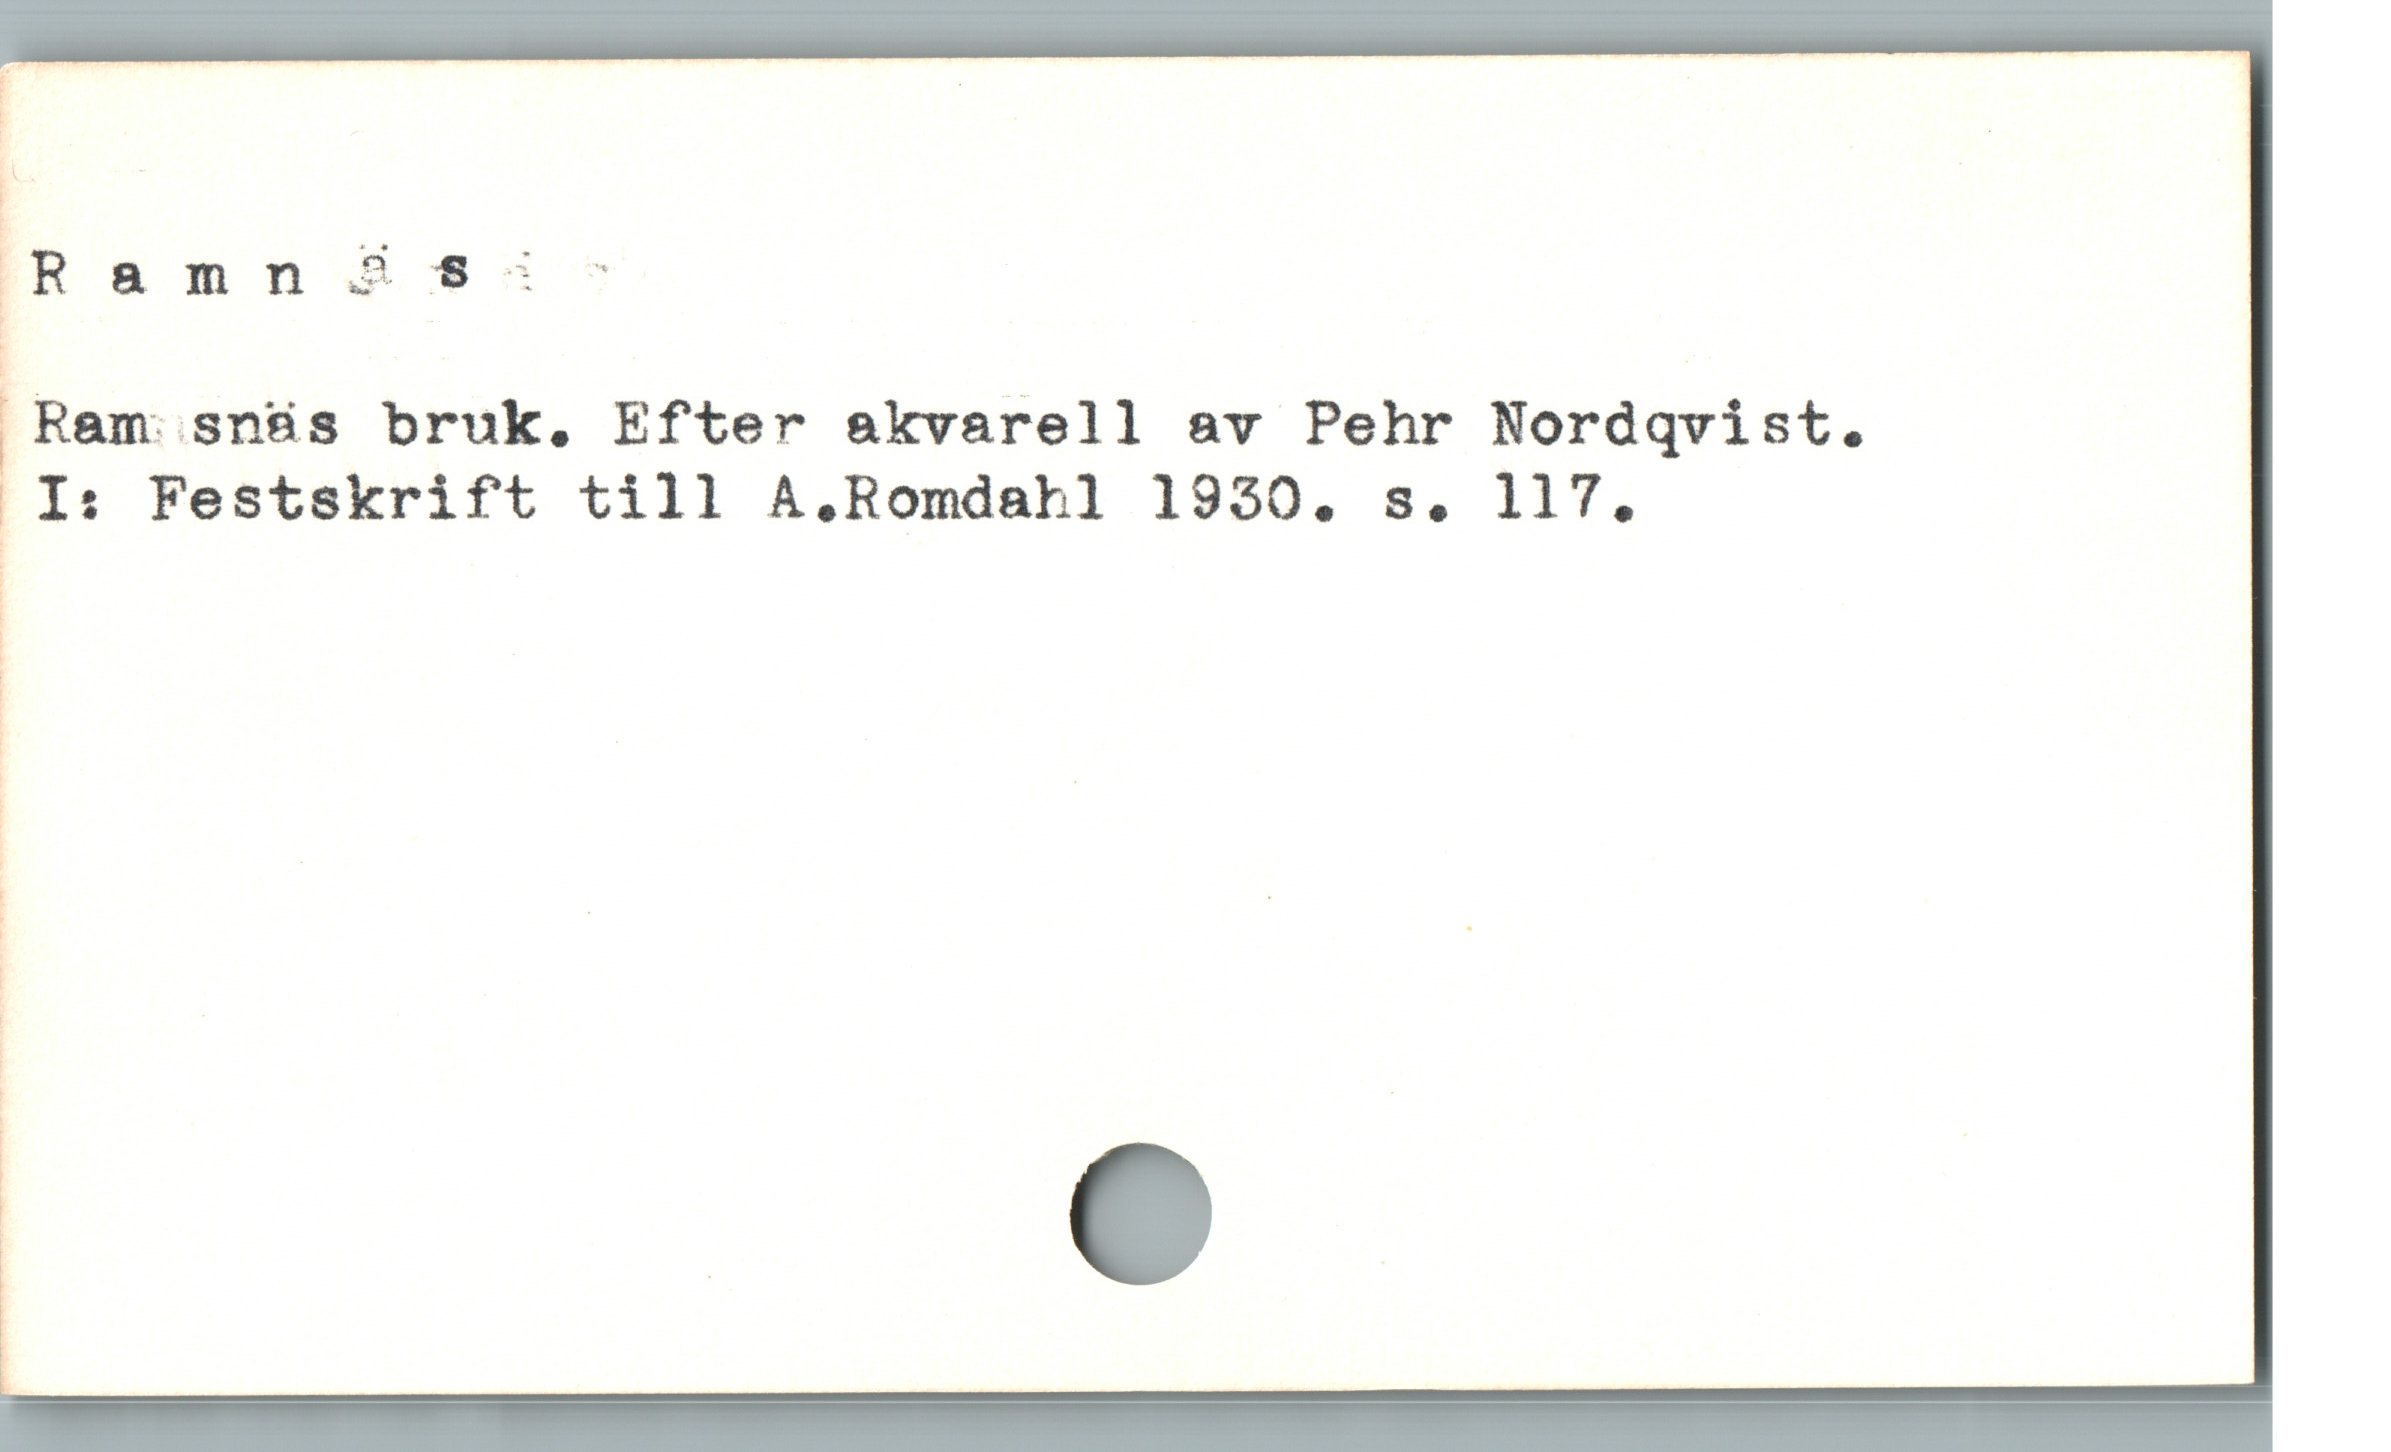 R a m n ä s
Ram snäs bruk. Efter akvarell av Pehr Nordqvist.
I: Festskrift till A.Romdahl 1930. s. 117.